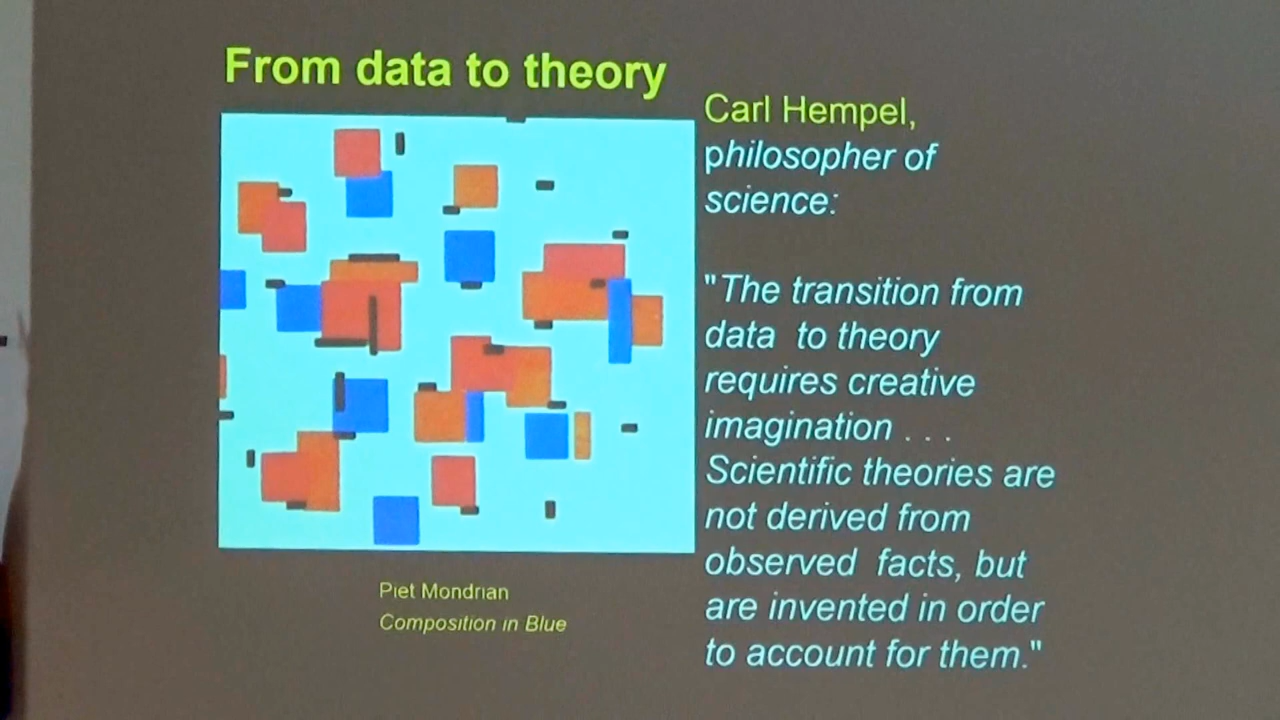 From data to theory
Carl Hempel,
philosopher of
science:
"The transition from
data to theory
requires creative
imagination . . .
Scientific theories are
not derived from
observed facts, but
are invented in order
to account for them."
Piet Mondrian
Composition in Blue